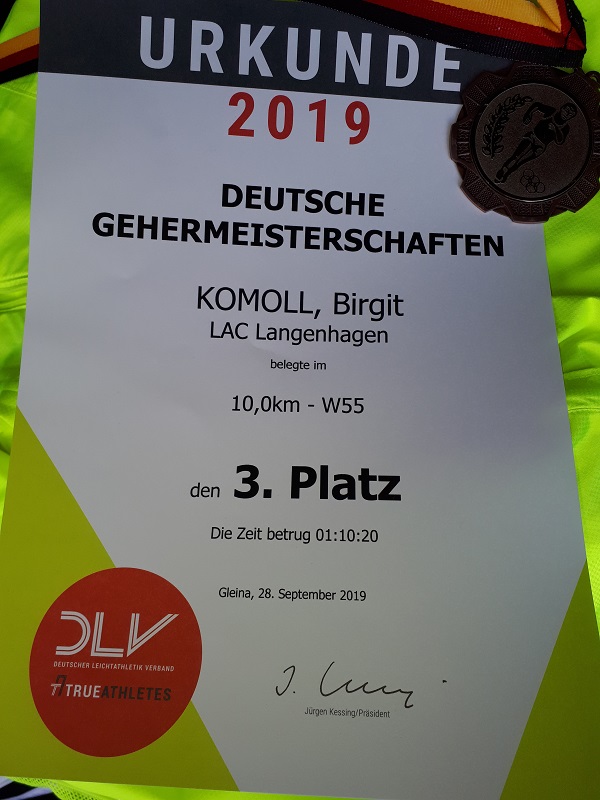 URKUNDE
2019
DEUTSCHE
GEHERMEISTERSCHAFTEN
KOMOLL, Birgit
LAC Langenhagen
belegte im
10,0km - W55
den 3. Platz
Die Zeit betrug 01:10:20
Gleina, 28. September 2019
DLV
DEUTSCHER LEICHTATHLETIK VERBAND
TRUEATHLETES
Jürgen Kessing/Präsident